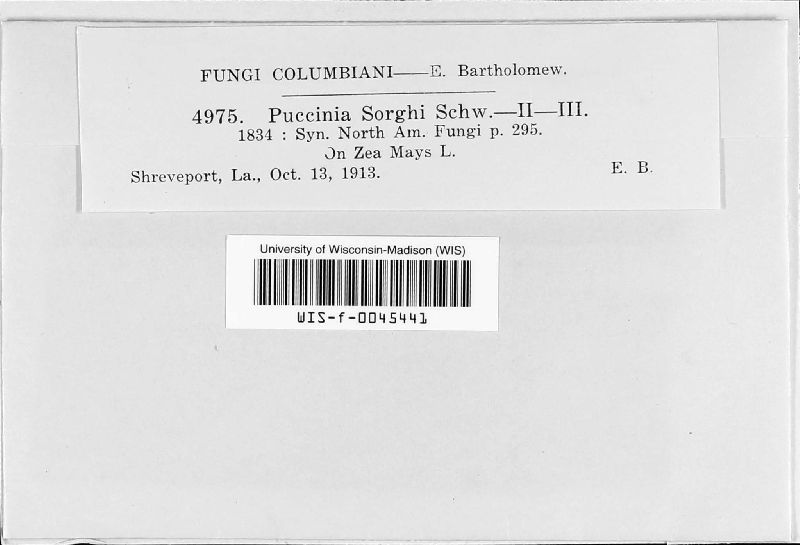 FUNGI COLUMBIANI——E. Bartholomew.
4975. Puccinia Sorghi Schw.—II—III.
1834 : Syn. North Am. Fungi p. 295.
On Zea Mays L.
Shreveport, La., Oct. 13, 1913. E. B.
University of Wisconsin-Madison (WIS)
WIS-f-0045441